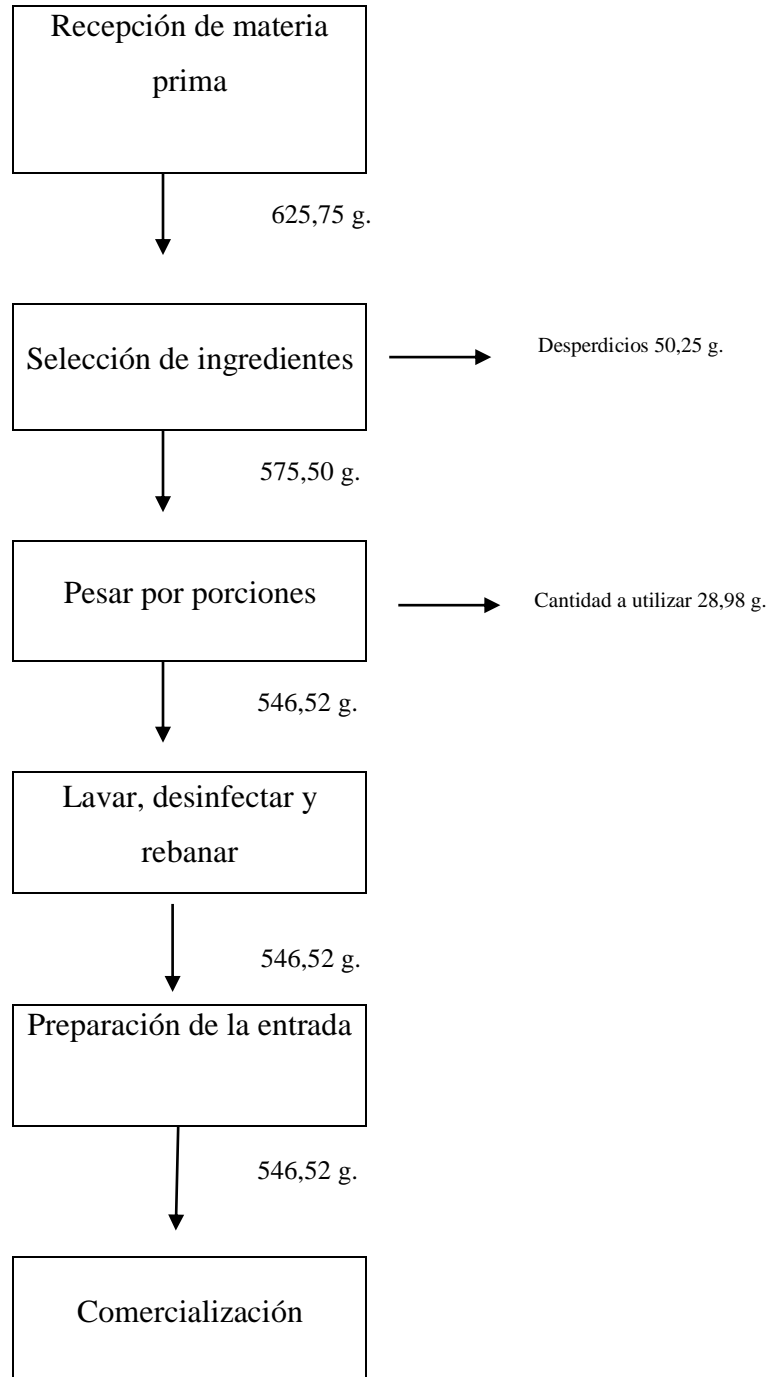 Recepción de materia
prima
625,75 g.
Selección de ingredientes
Desperdicios 50,25 g.
575,50 g.
Pesar por porciones
Cantidad a utilizar 28,98 g.
546,52 g.
Lavar, desinfectar y
rebanar
546,52 g.
Preparación de la entrada
546,52 g.
Comercialización